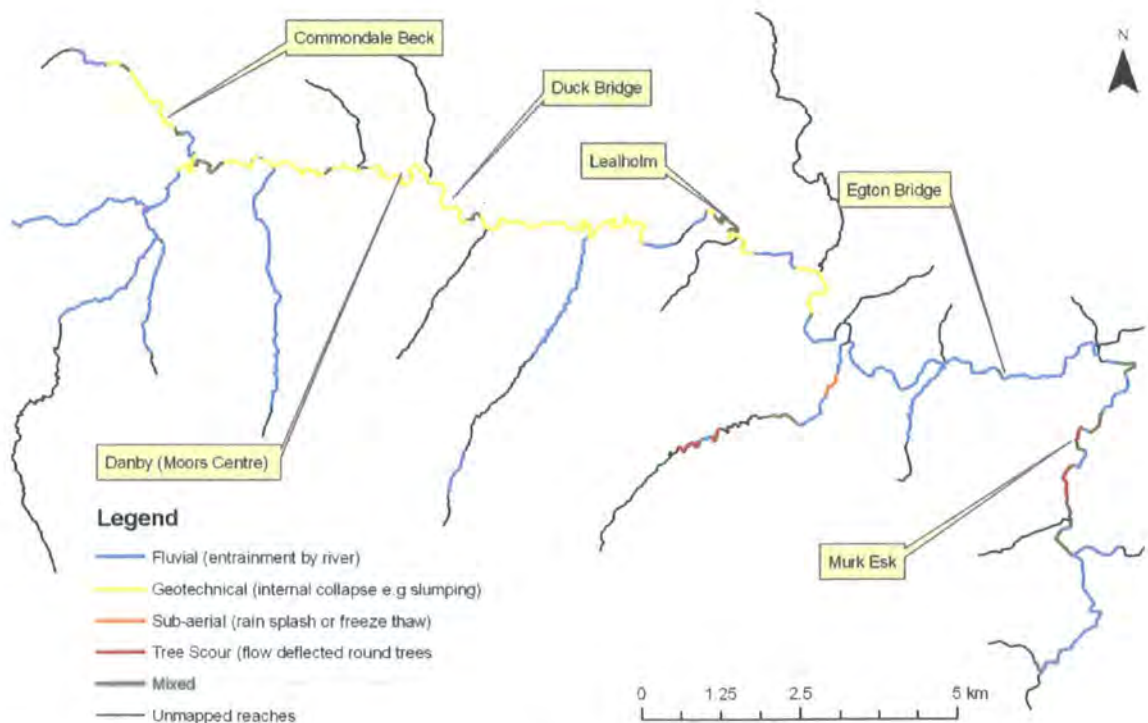 Commondale Beck
N
Duck Bridge
Lealholm
Egton Bridge
Danby (Moors Centre)
Murk Esk
Legend
Fluvial (entrainment by river)
Geotechnical (internal collapse e.g slumping)
Sub-aerial (rain splash or freeze thaw)
Tree Scour (flow deflected round trees
Mixed
Unmapped reaches
0 1.25 2.5 5 km